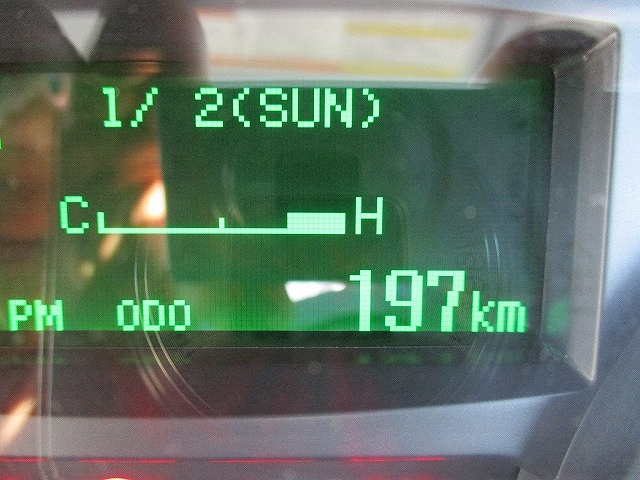 1/ 2(SUN)
C H
PM ODO 197km